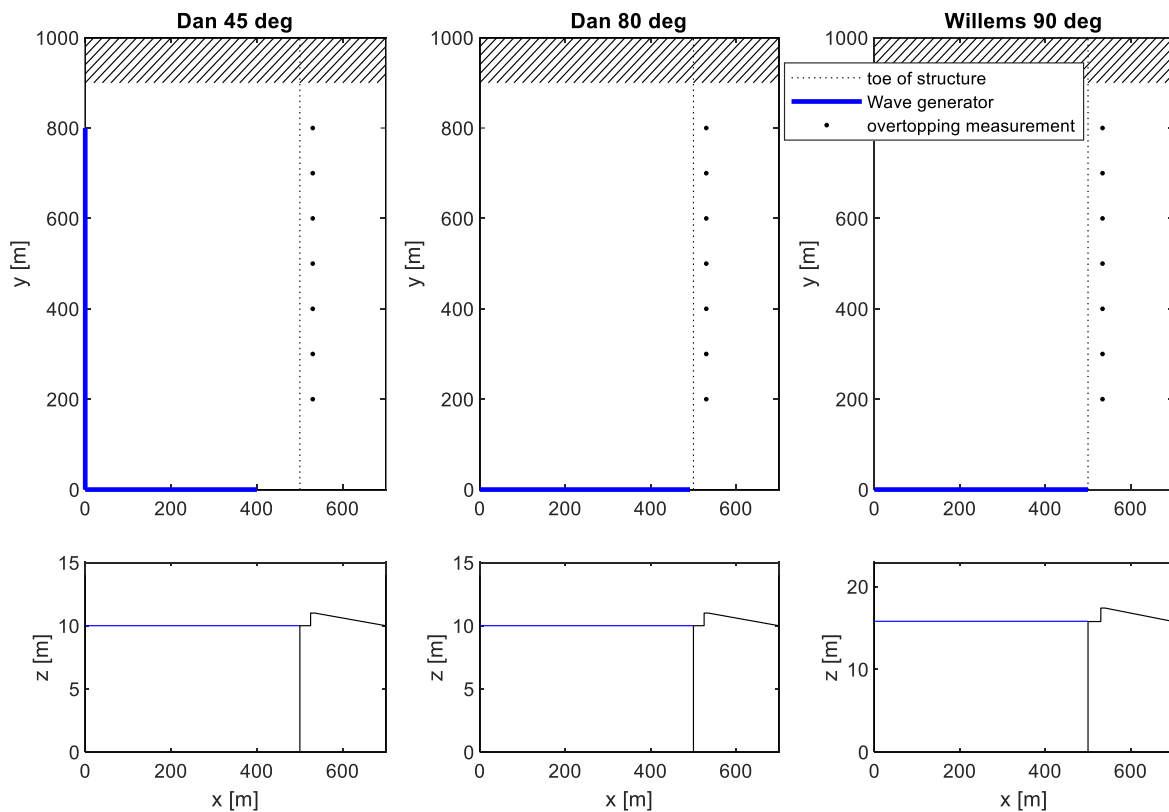 Dan 45 deg
Dan 80 deg
Willems 90 deg
1000
800
600
400
200
0
y [m]
0 200 400 600
1000
800
600
400
200
0
y [m]
0 200 400 600
1000
800
600
400
200
0
y [m]
0 200 400 600
toe of structure
Wave generator
overtopping measurement
15
10
5
0
z [m]
0 200 400 600
x [m]
15
10
5
0
z [m]
0 200 400 600
x [m]
20
10
0
z [m]
0 200 400 600
x [m]